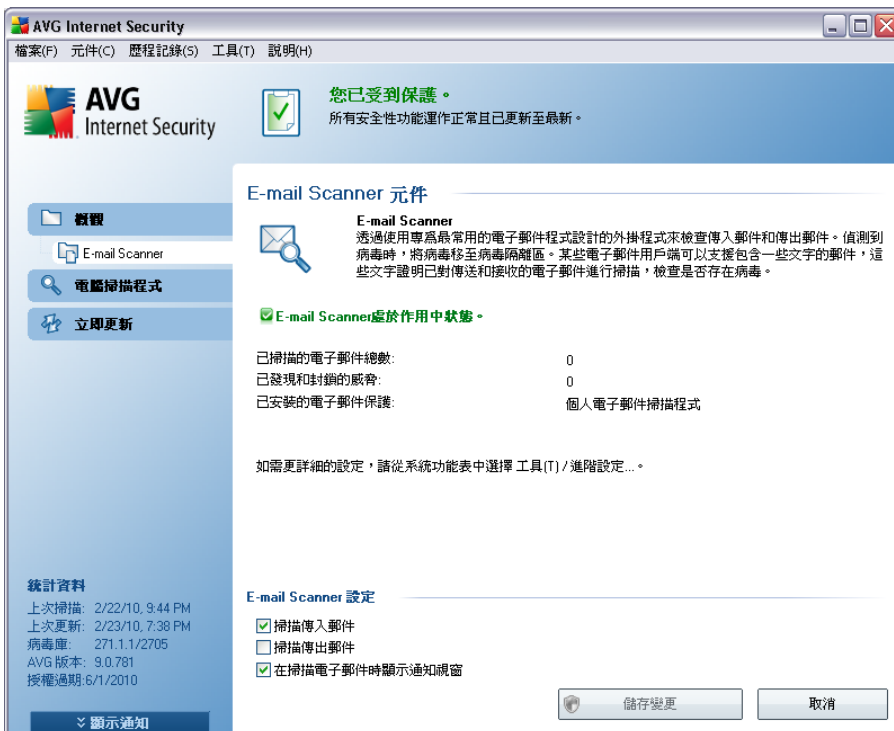 AVG Internet Security
檔案(F) 元件(C) 歷程記錄(S) 工具(T) 說明(H)
AVG
Internet Security
您已受到保護。
所有安全性功能運作正常且已更新至最新。
概觀
E-mail Scanner
電腦掃描程式
立即更新
E-mail Scanner 元件
E-mail Scanner
透過使用專為最常用的電子郵件程式設計的外掛程式來檢查傳入郵件和傳出郵件。偵測到
病毒時，將病毒移至病毒隔離區。某些電子郵件用戶端可以支援包含一些文字的郵件，這
些文字證明已對傳送和接收的電子郵件進行掃描，檢查是否存在病毒。
E-mail Scanner處於作用中狀態。
已掃描的電子郵件總數: 0
已發現和封鎖的威脅: 0
已安裝的電子郵件保護: 個人電子郵件掃描程式
如需更詳細的設定，請從系統功能表中選擇 工具(T) / 進階設定...。
統計資料
上次掃描: 2/22/10, 9:44 PM
上次更新: 2/23/10, 7:38 PM
病毒庫: 271.1.1/2705
AVG 版本: 9.0.781
授權過期:6/1/2010
顯示通知
E-mail Scanner 設定
掃描傳入郵件
掃描傳出郵件
在掃描電子郵件時顯示通知視窗
儲存變更
取消